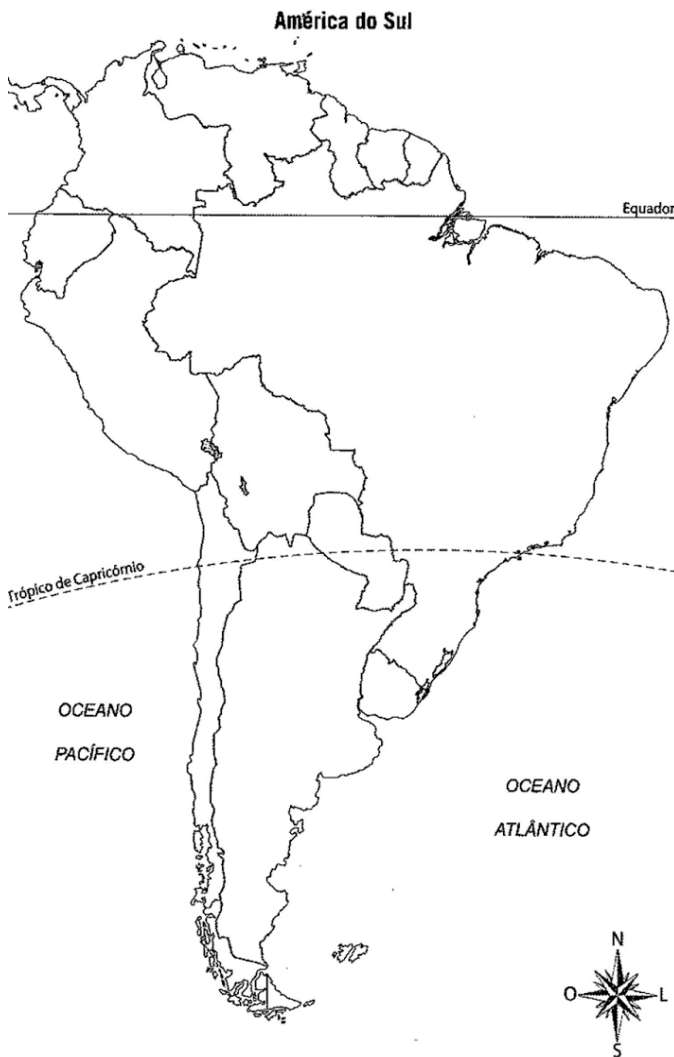 América do Sul
Equador
Trópico de Capricórnio
OCEANO
PACÍFICO
OCEANO
ATLÂNTICO
N
O
L
S